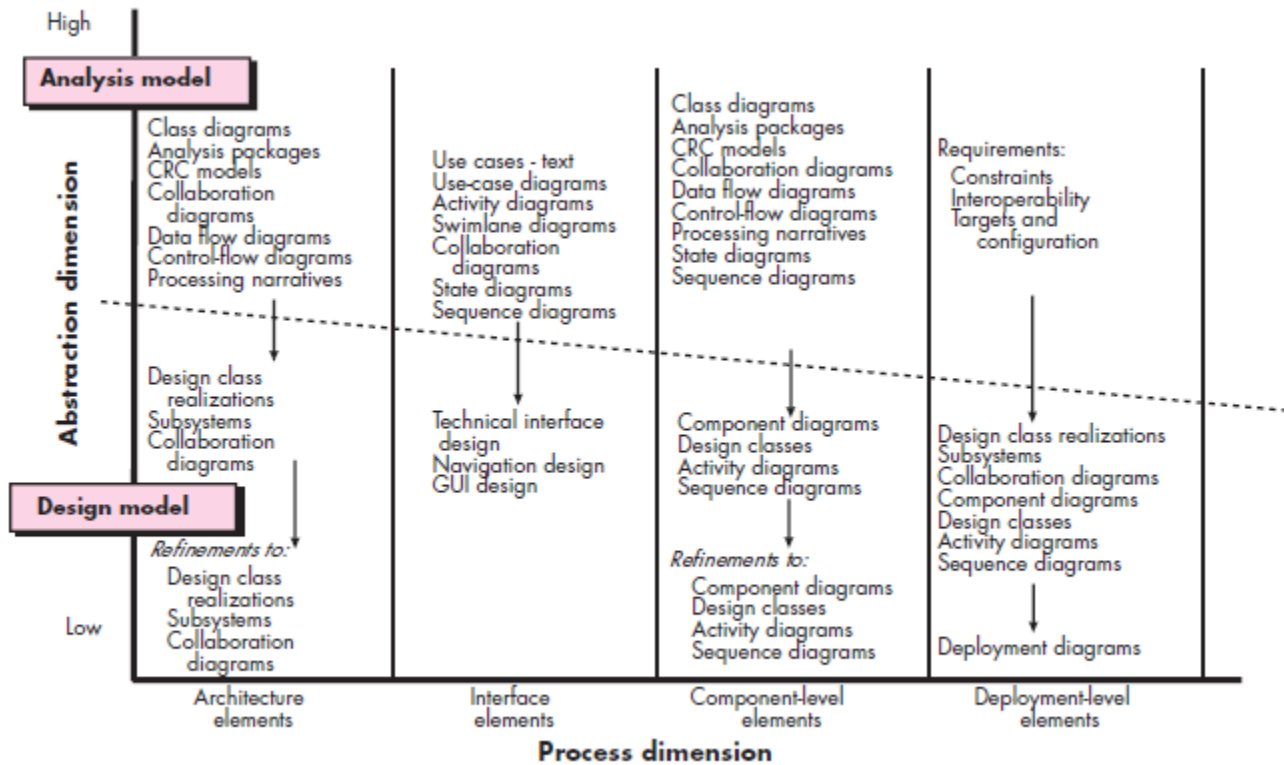 High
Analysis model
Abstraction dimension
Design model
Low
Class diagrams
Analysis packages
CRC models
Collaboration
diagrams
Data flow diagrams
Control-flow diagrams
Processing narratives
Design class
realizations
Subsystems
Collaboration
diagrams
Refinements to:
Design class
realizations
Subsystems
Collaboration
diagrams
Architecture
elements
Use cases - text
Use-case diagrams
Activity diagrams
Swimlane diagrams
Collaboration
diagrams
State diagrams
Sequence diagrams
Technical interface
design
Navigation design
GUI design
Interface
elements
Class diagrams
Analysis packages
CRC models
Collaboration diagrams
Data flow diagrams
Control-flow diagrams
Processing narratives
State diagrams
Sequence diagrams
Component diagrams
Design classes
Activity diagrams
Sequence diagrams
Refinements to:
Component diagrams
Design classes
Activity diagrams
Sequence diagrams
Component-level
elements
Requirements:
Constraints
Interoperability
Targets and
configuration
Design class realizations
Subsystems
Collaboration diagrams
Component diagrams
Design classes
Activity diagrams
Sequence diagrams
Deployment diagrams
Deployment-level
elements
Process dimension